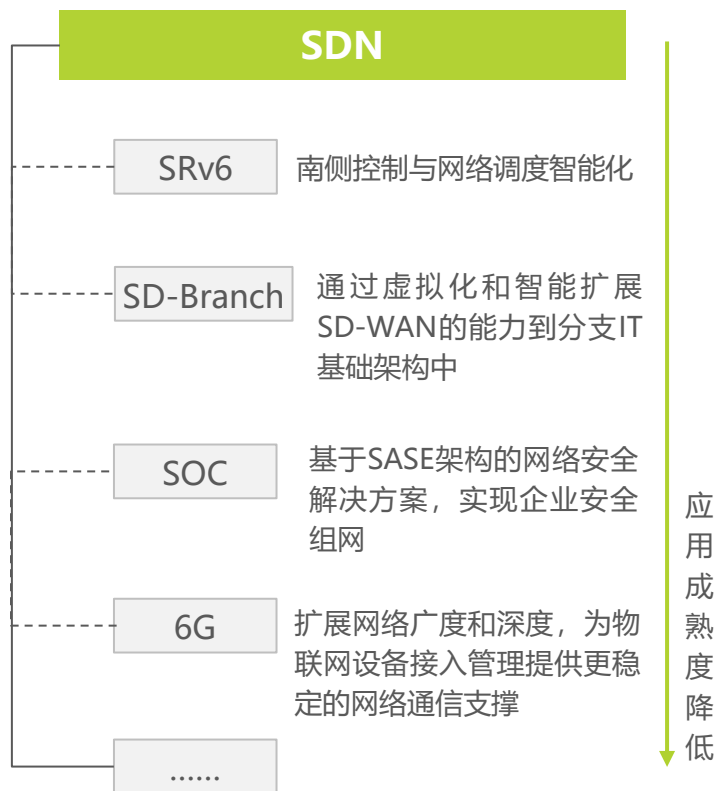 SDN
SRv6
南侧控制与网络调度智能化
SD-Branch
通过虚拟化和智能扩展
SD-WAN的能力到分支IT
基础架构中
SOC
基于SASE架构的网络安全
解决方案，实现企业安全
组网
6G
扩展网络广度和深度，为物
联网设备接入管理提供更稳
定的网络通信支撑
……
应
用
成
熟
度
降
低